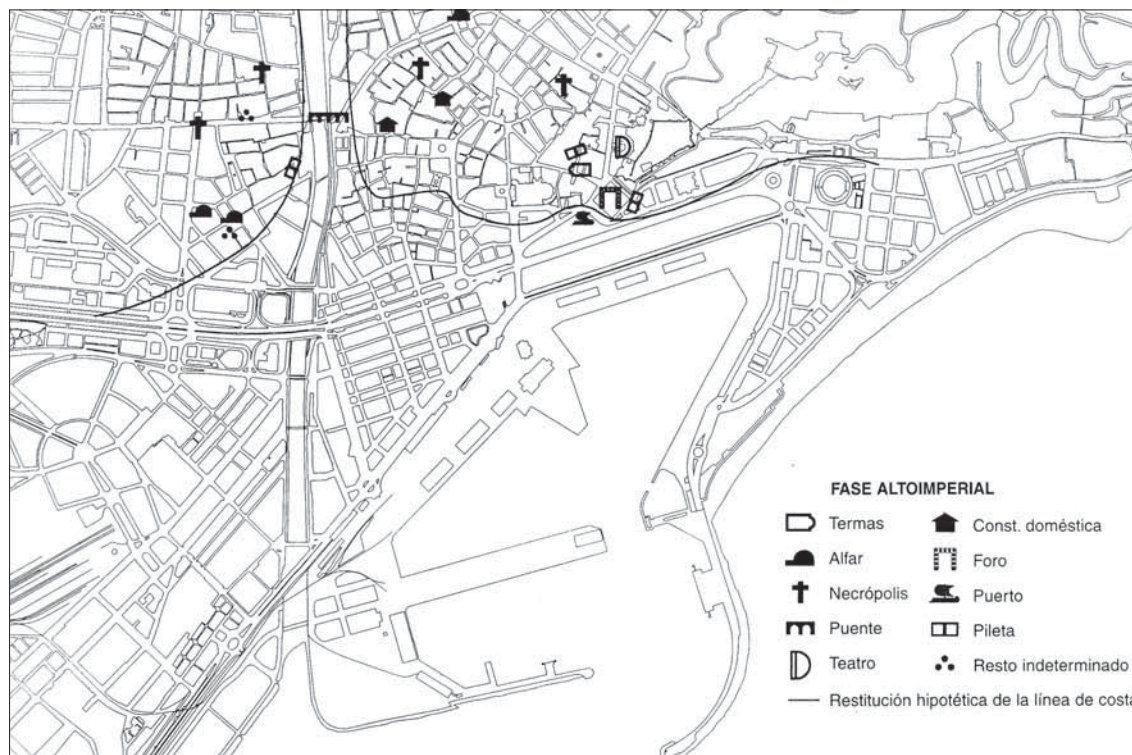 FASE ALTOIMPERIAL
Termas
Alfar
Necrópolis
Puente
Teatro
Const. doméstica
Foro
Puerto
Pileta
Resto indeterminado
Restitución hipotética de la línea de costa